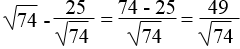 √74 - 25/√74 = (74 - 25)/√74 = 49/√74